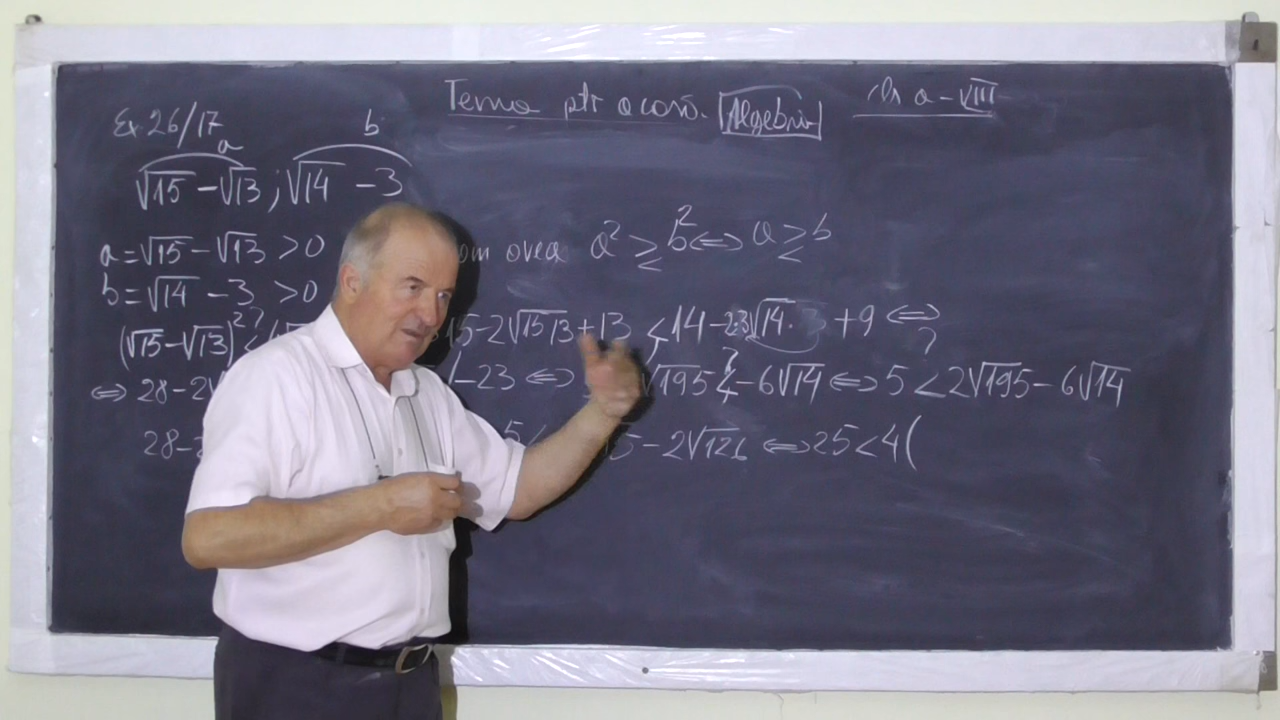 Tema ptr acasă. Algebra cls a-VIII
Ex 26/17
a b
√15 - √13 ; √14 - 3
a = √15 - √13 > 0 avea a² ≥ b² ⇔ a ≥ b
b = √14 - 3 > 0
(√15 - √13)² ? 15 - 2√15 13 + 13 < 14 - 2·3√14 + 9 ⇔
⇔ 28 - 2√ - 23 ⇔ √195 < - 6√14 ⇔ 5 < 2√195 - 6√14
28 - 2 5 < - 2√126 ⇔ 25 < 4(